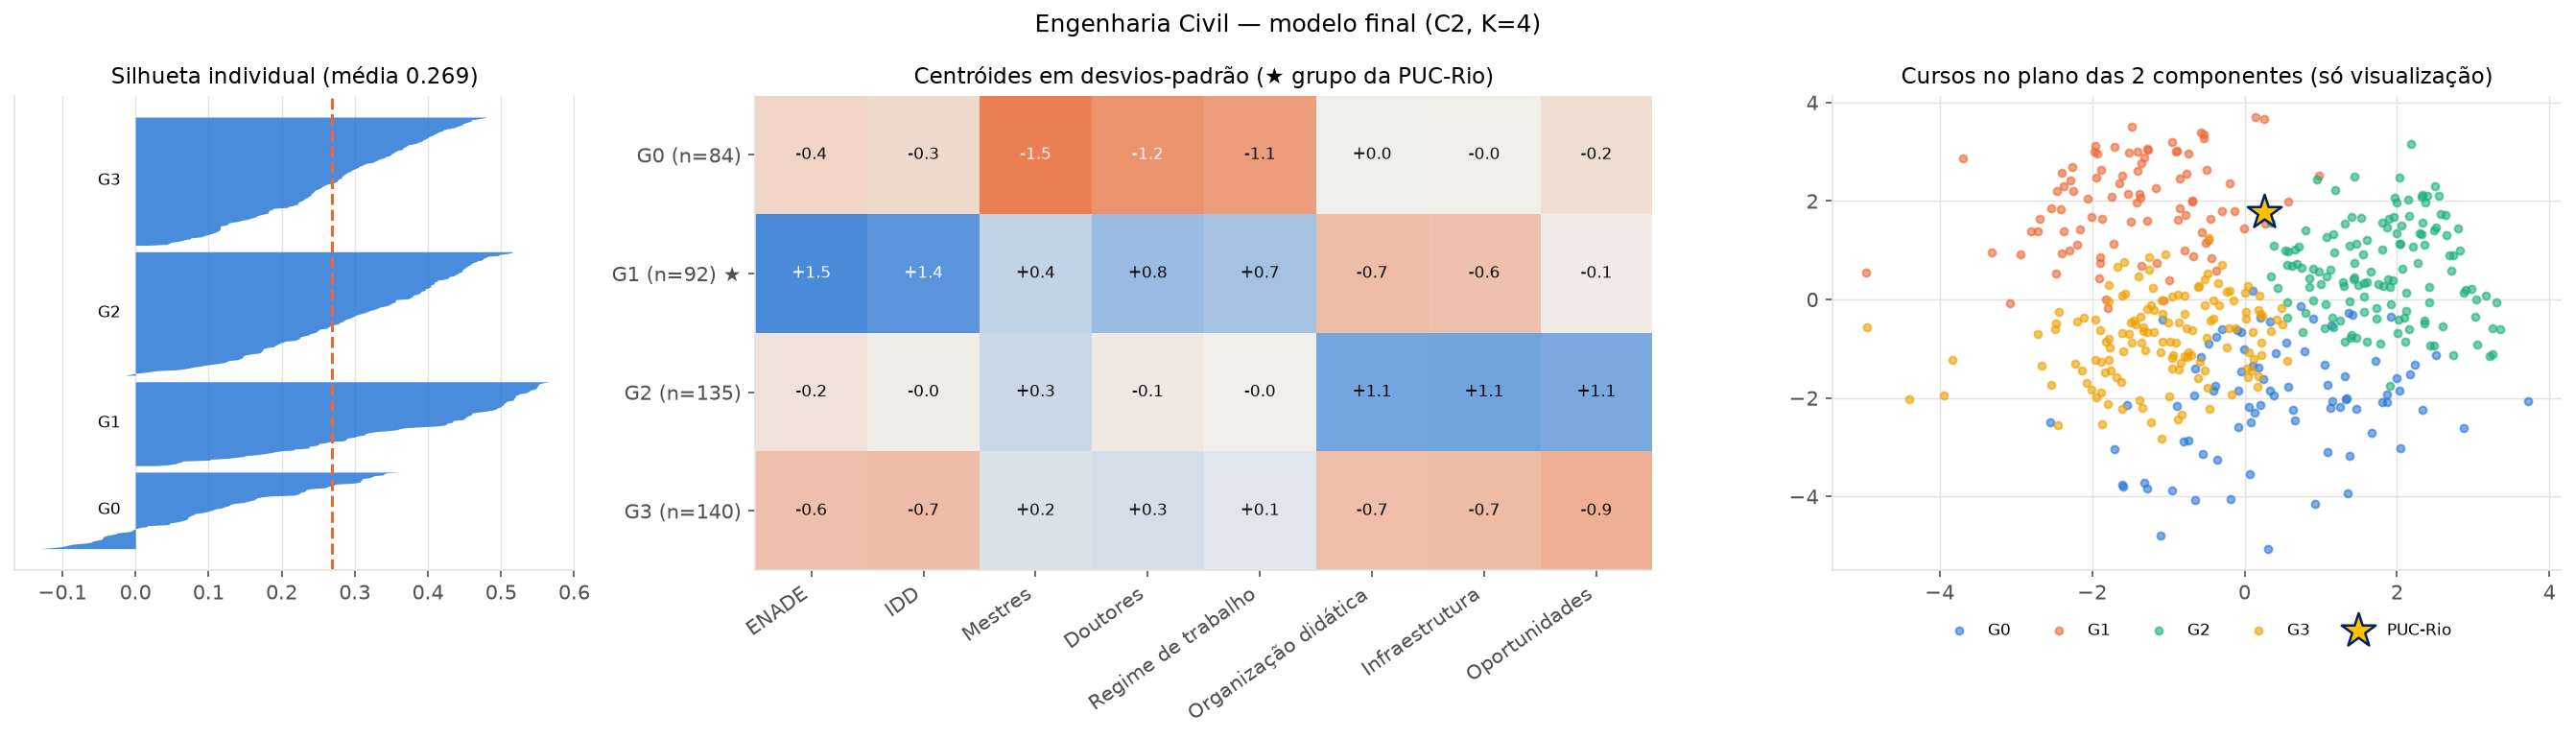 Engenharia Civil — modelo final (C2, K=4)
Silhueta individual (média 0.269)
G3
G2
G1
G0
−0.1 0.0 0.1 0.2 0.3 0.4 0.5 0.6
Centróides em desvios-padrão (★ grupo da PUC-Rio)
G0 (n=84) -0.4 -0.3 -1.5 -1.2 -1.1 +0.0 -0.0 -0.2
G1 (n=92) ★ +1.5 +1.4 +0.4 +0.8 +0.7 -0.7 -0.6 -0.1
G2 (n=135) -0.2 -0.0 +0.3 -0.1 -0.0 +1.1 +1.1 +1.1
G3 (n=140) -0.6 -0.7 +0.2 +0.3 +0.1 -0.7 -0.7 -0.9
ENADE
IDD
Mestres
Doutores
Regime de trabalho
Organização didática
Infraestrutura
Oportunidades
Cursos no plano das 2 componentes (só visualização)
4
2
0
−2
−4
−4 −2 0 2 4
G0 G1 G2 G3 PUC-Rio